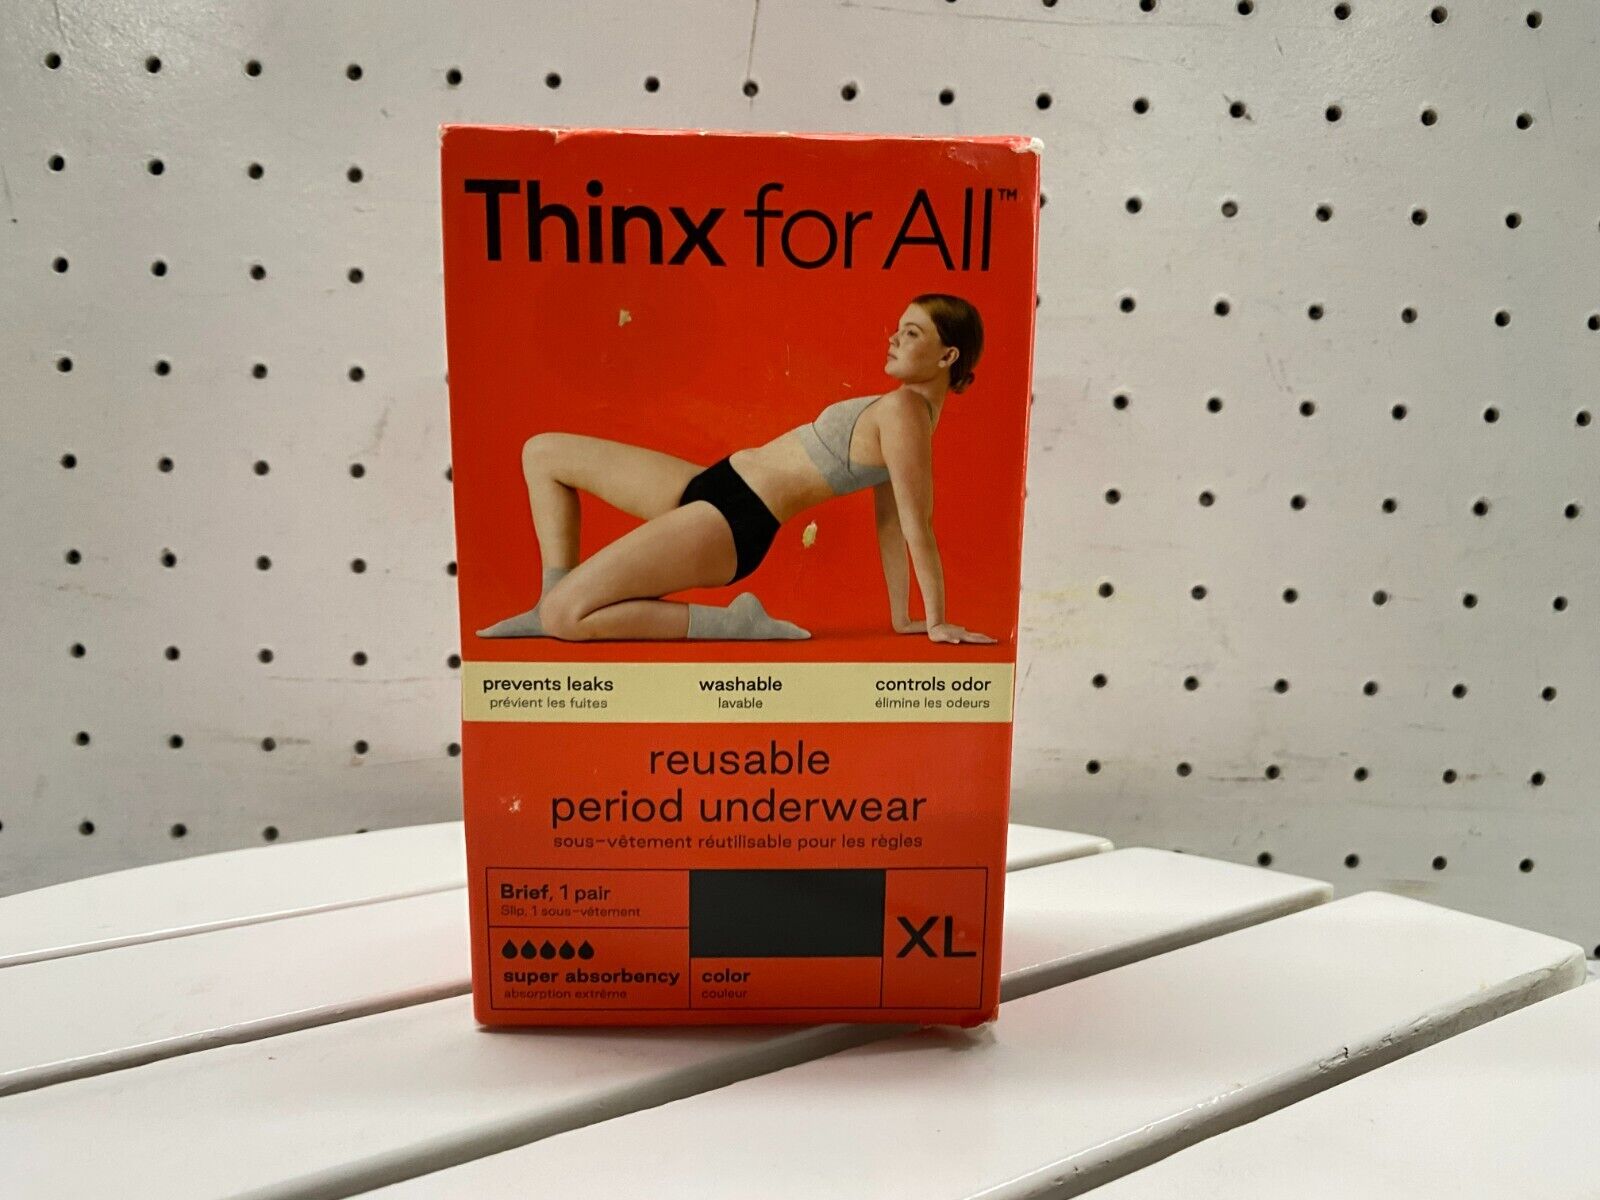 Thinx for All™
prevents leaks washable controls odor
prévient les fuites lavable élimine les odeurs
reusable
period underwear
sous-vêtement réutilisable pour les règles
Brief, 1 pair
Slip, 1 sous-vêtement
super absorbency
absorption extrême
color
couleur
XL